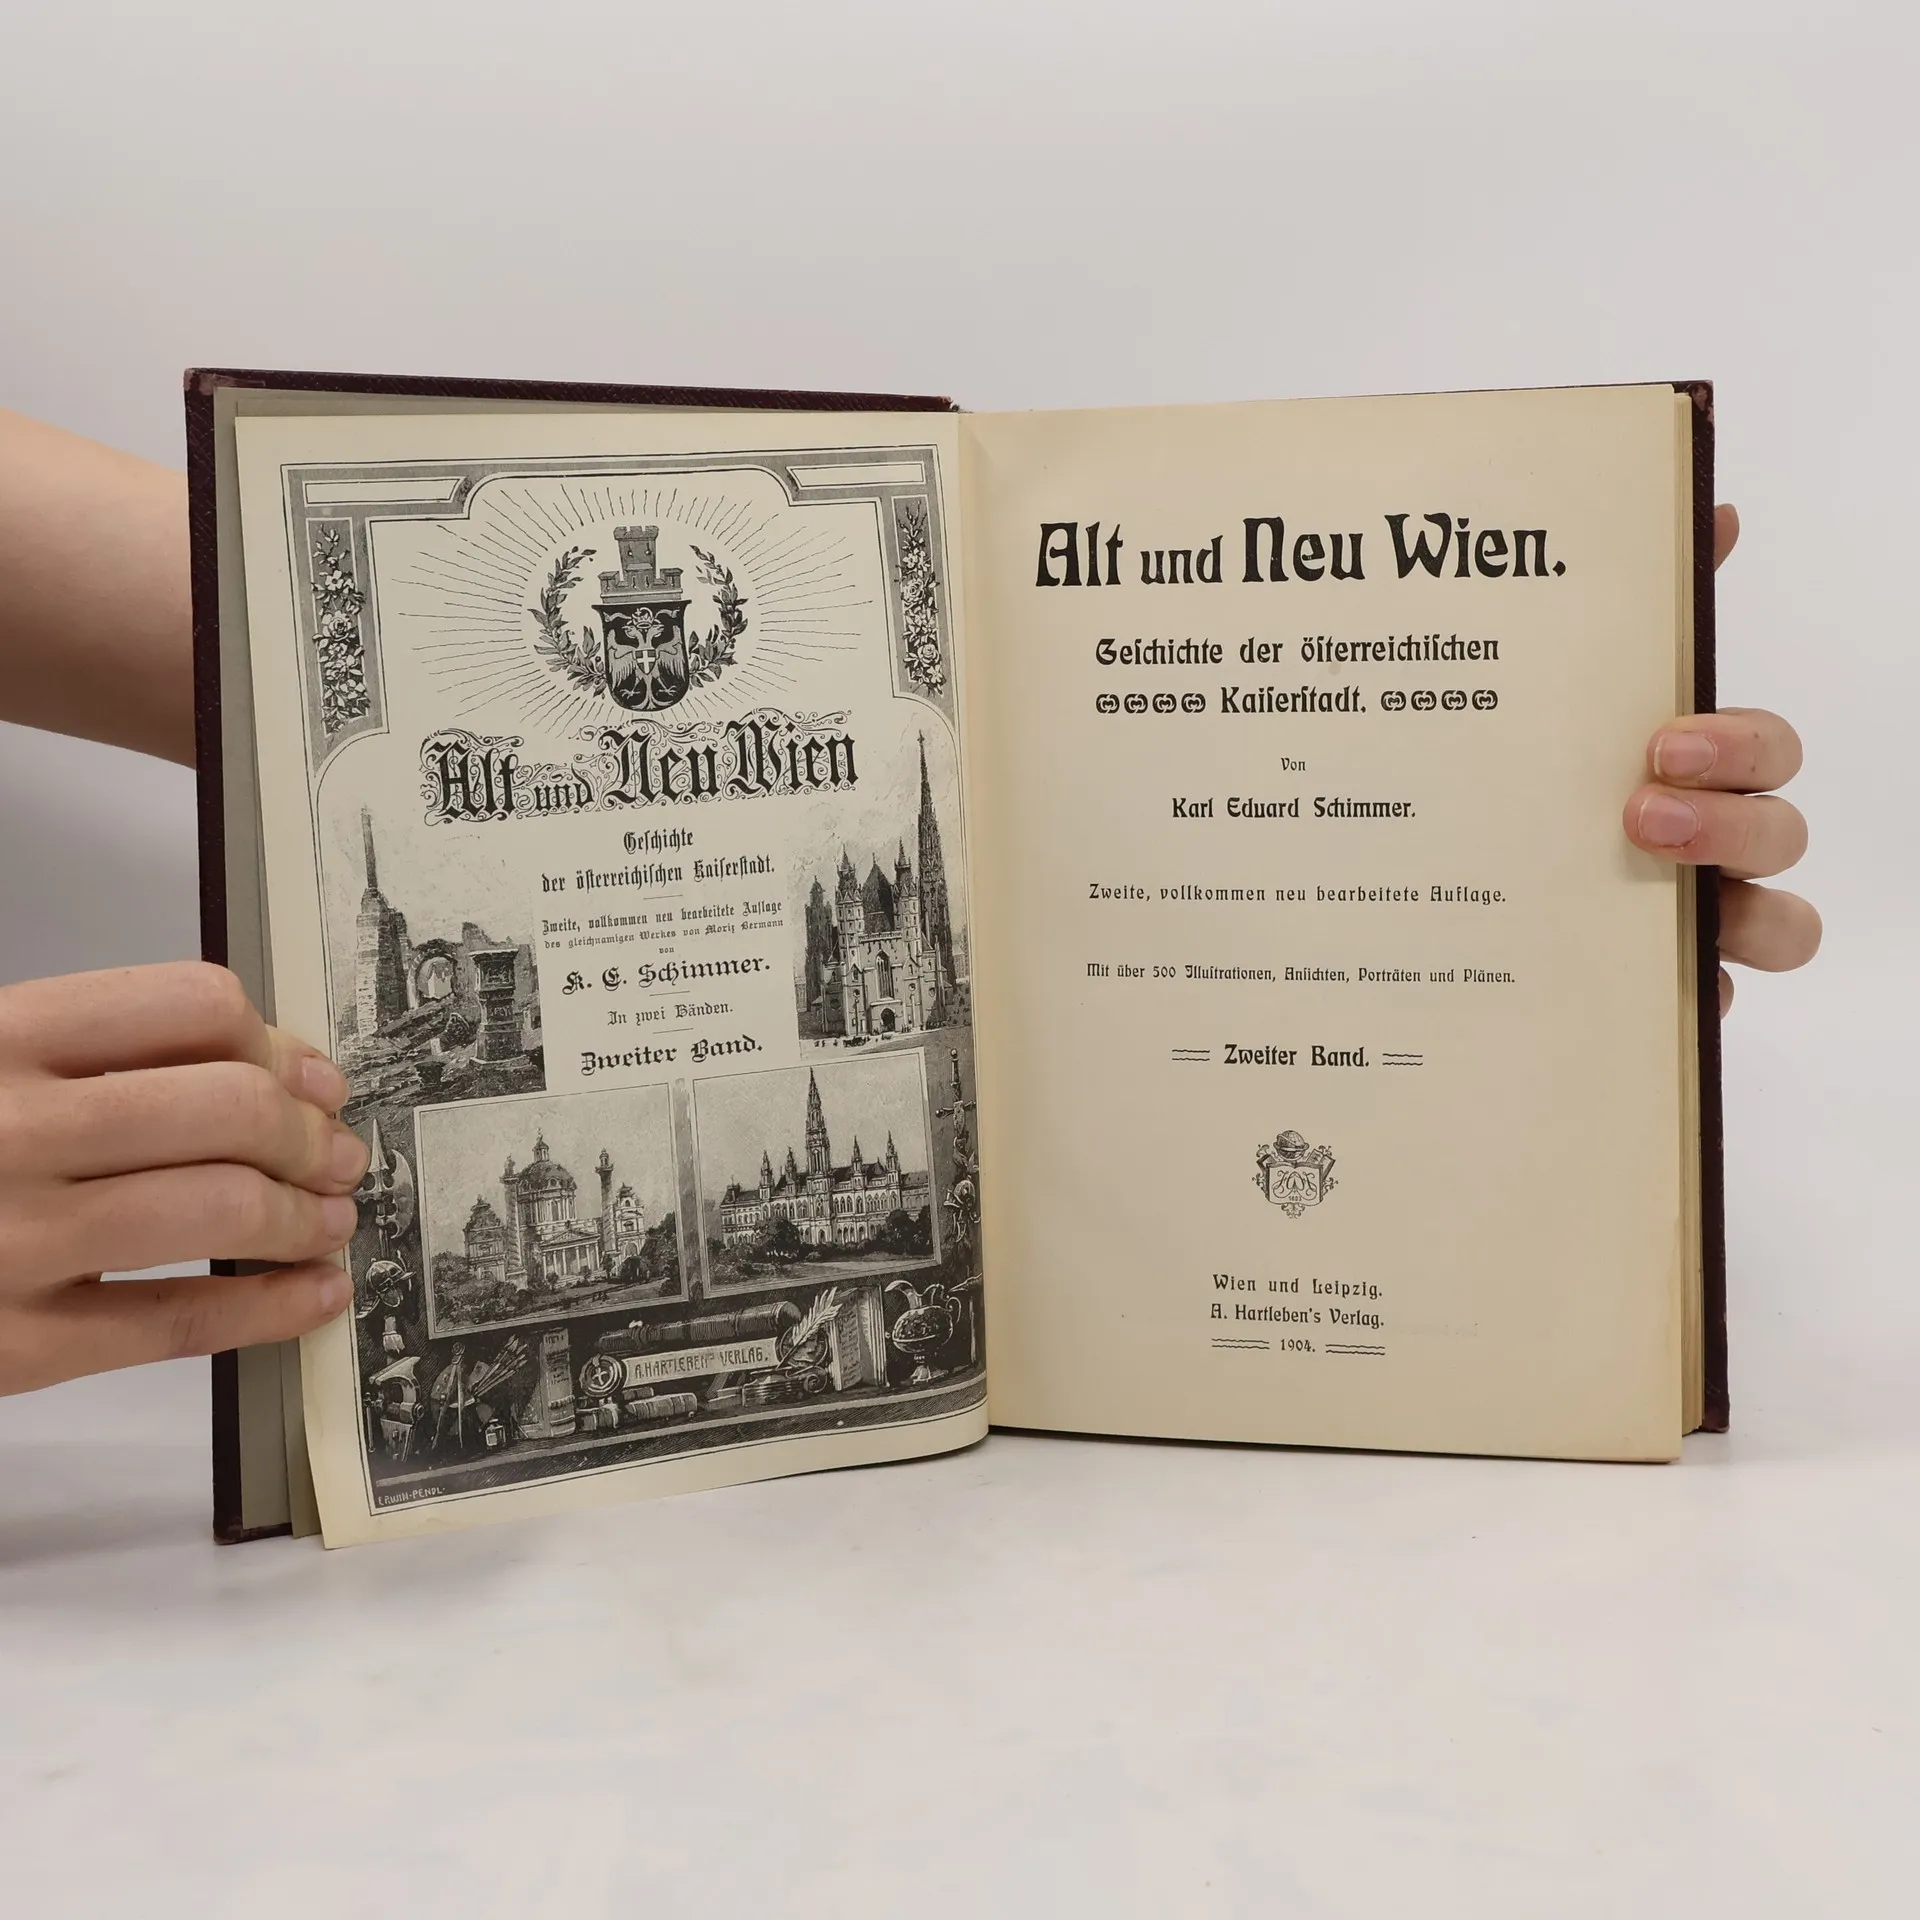 Alt und Neu Wien
Geſchichte
der öſterreichiſchen Kaiſerſtadt.
Zweite, vollkommen neu bearbeitete Auflage
des gleichnamigen Werkes von Moriz Bermann
von
K. E. Schimmer.
In zwei Bänden.
Zweiter Band.
A. HARTLEBEN'S VERLAG.
ERWIN·PENDL·
Alt und Neu Wien.
Geſchichte der öſterreichiſchen
Kaiſerſtadt.
Von
Karl Eduard Schimmer.
Zweite, vollkommen neu bearbeitete Auflage.
Mit über 500 Illuſtrationen, Anſichten, Porträten und Plänen.
Zweiter Band.
Wien und Leipzig.
A. Hartleben's Verlag.
1904.